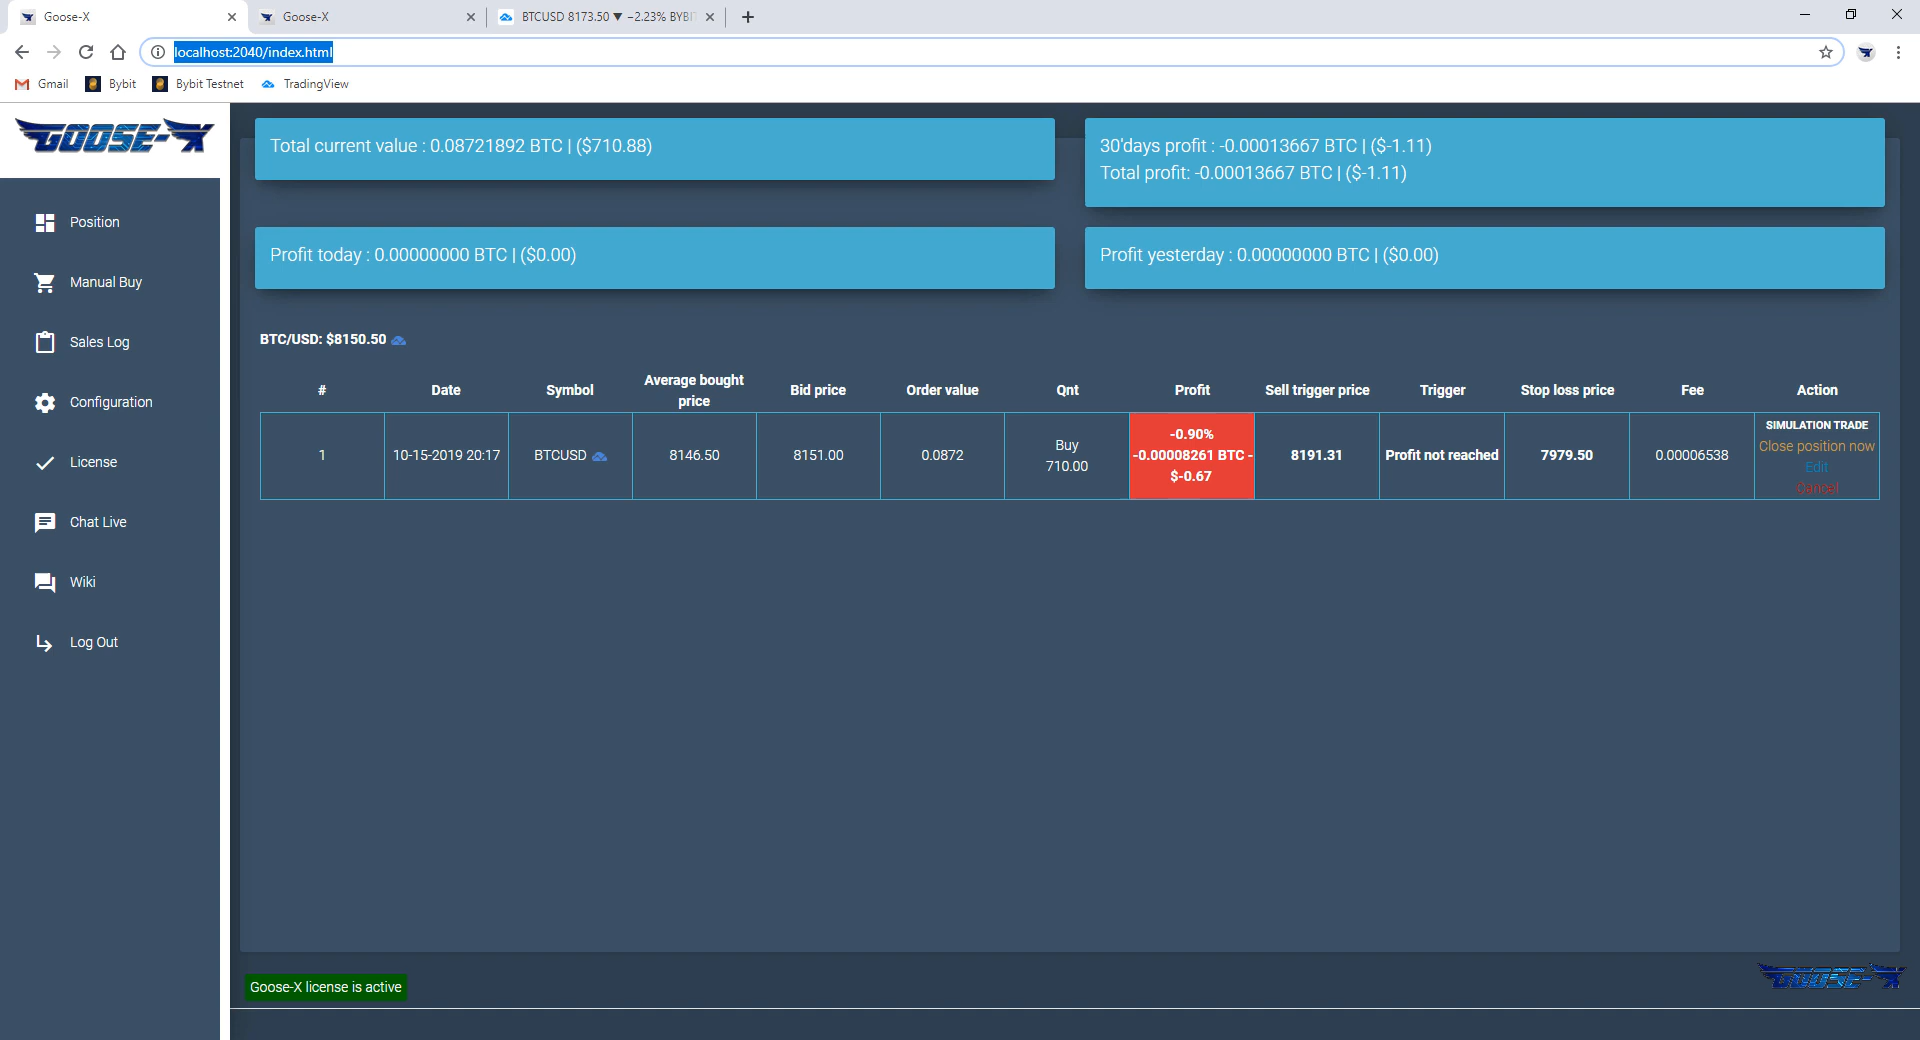 Goose-X
Goose-X
BTCUSD 8173.50 ▼ −2.23% BYBIT
localhost:2040/index.html
Gmail
Bybit
Bybit Testnet
TradingView
GOOSE-X
Position
Manual Buy
Sales Log
Configuration
License
Chat Live
Wiki
Log Out
Total current value : 0.08721892 BTC | ($710.88)
30'days profit : -0.00013667 BTC | ($-1.11)
Total profit: -0.00013667 BTC | ($-1.11)
Profit today : 0.00000000 BTC | ($0.00)
Profit yesterday : 0.00000000 BTC | ($0.00)
BTC/USD: $8150.50
# Date Symbol Average bought price Bid price Order value Qnt Profit Sell trigger price Trigger Stop loss price Fee Action
1 10-15-2019 20:17 BTCUSD 8146.50 8151.00 0.0872
Buy
710.00
-0.90%
-0.00008261 BTC -
$-0.67
8191.31 Profit not reached 7979.50 0.00006538
SIMULATION TRADE
Close position now
Edit
Cancel
Goose-X license is active
GOOSE-X